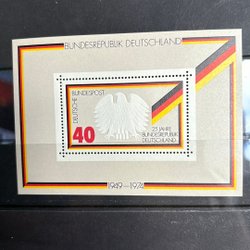 BUNDESREPUBLIK DEUTSCHLAND
DEUTSCHE BUNDESPOST
40
25 JAHRE
BUNDESREPUBLIK
DEUTSCHLAND
1949–1974